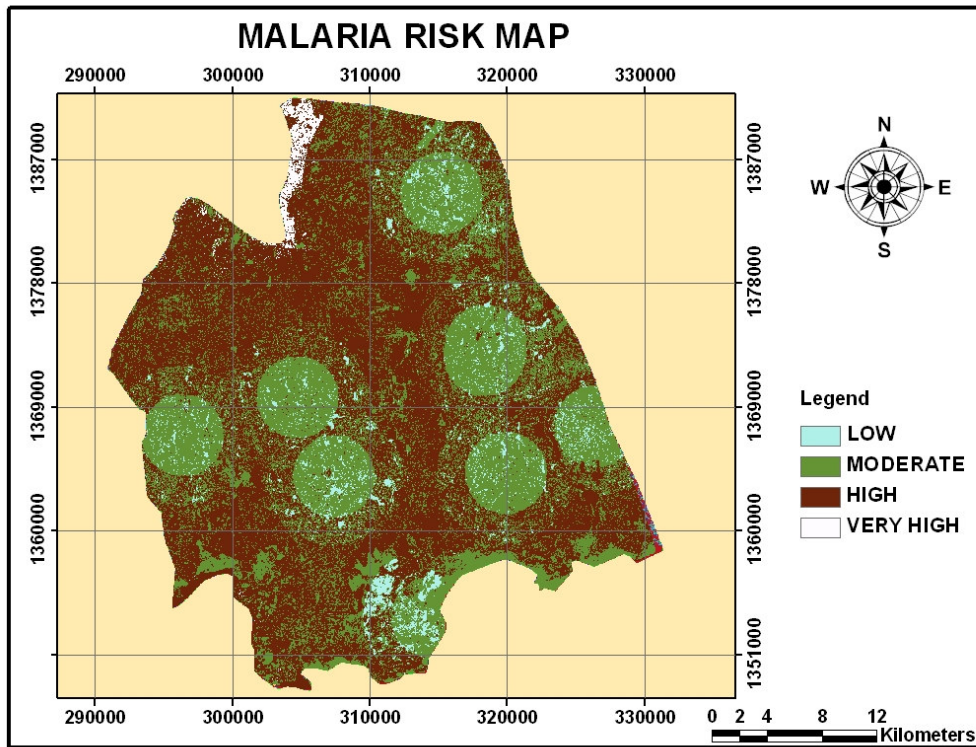 MALARIA RISK MAP
290000 300000 310000 320000 330000
1387000 1387000
1378000 1378000
1369000 1369000
1360000 1360000
1351000 1351000
290000 300000 310000 320000 330000
N
W E
S
Legend
LOW
MODERATE
HIGH
VERY HIGH
0 2 4 8 12
Kilometers